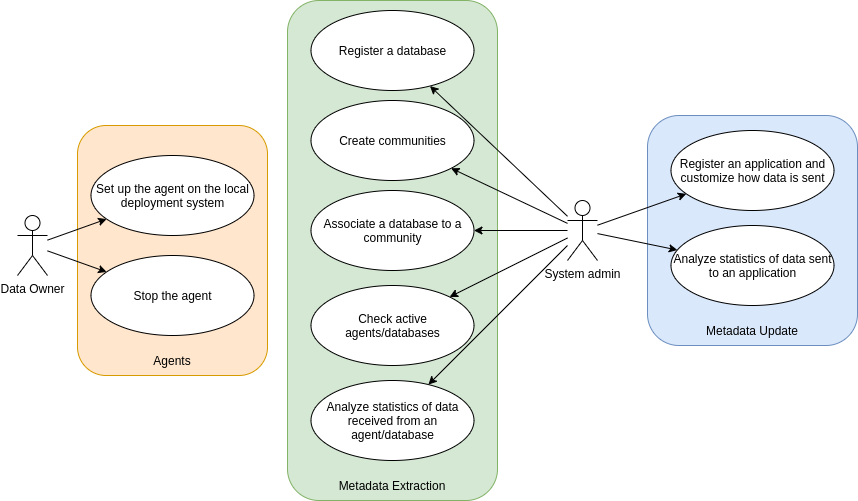 Data Owner
Set up the agent on the local
deployment system
Stop the agent
Agents
Register a database
Create communities
Associate a database to a
community
Check active
agents/databases
Analyze statistics of data
received from an
agent/database
Metadata Extraction
System admin
Register an application and
customize how data is sent
Analyze statistics of data sent
to an application
Metadata Update